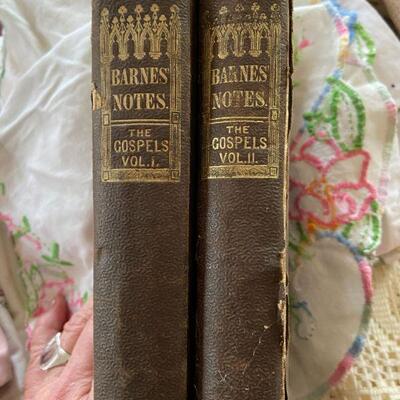 BARNES'
NOTES.
THE
GOSPELS
VOL. I.
BARNES'
NOTES.
THE
GOSPELS
VOL. II.